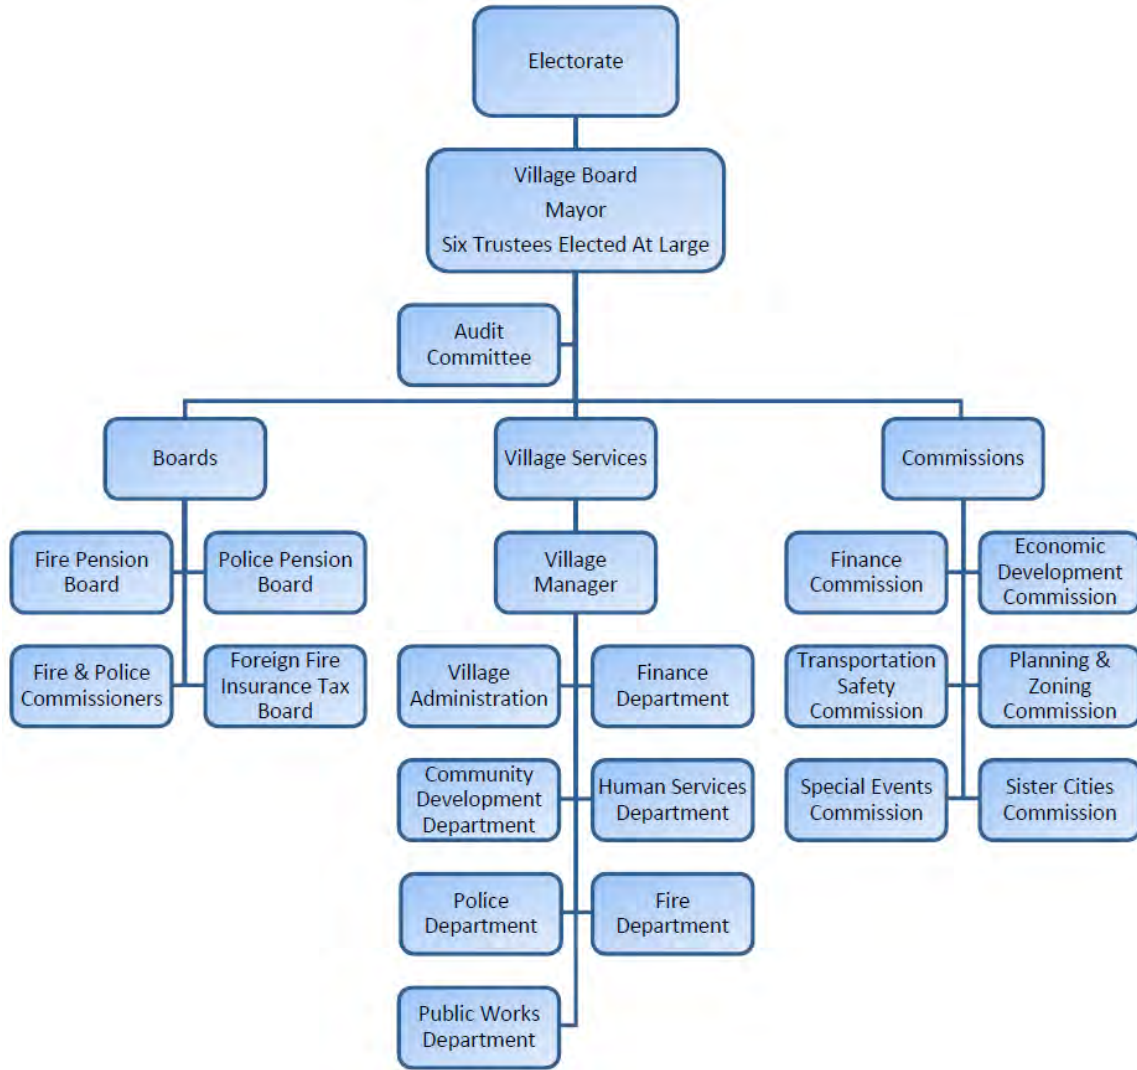 Electorate
Village Board
Mayor
Six Trustees Elected At Large
Audit
Committee
Boards
Village Services
Commissions
Fire Pension
Board
Police Pension
Board
Village
Manager
Finance
Commission
Economic
Development
Commission
Fire & Police
Commissioners
Foreign Fire
Insurance Tax
Board
Village
Administration
Finance
Department
Transportation
Safety
Commission
Planning &
Zoning
Commission
Community
Development
Department
Human Services
Department
Special Events
Commission
Sister Cities
Commission
Police
Department
Fire
Department
Public Works
Department